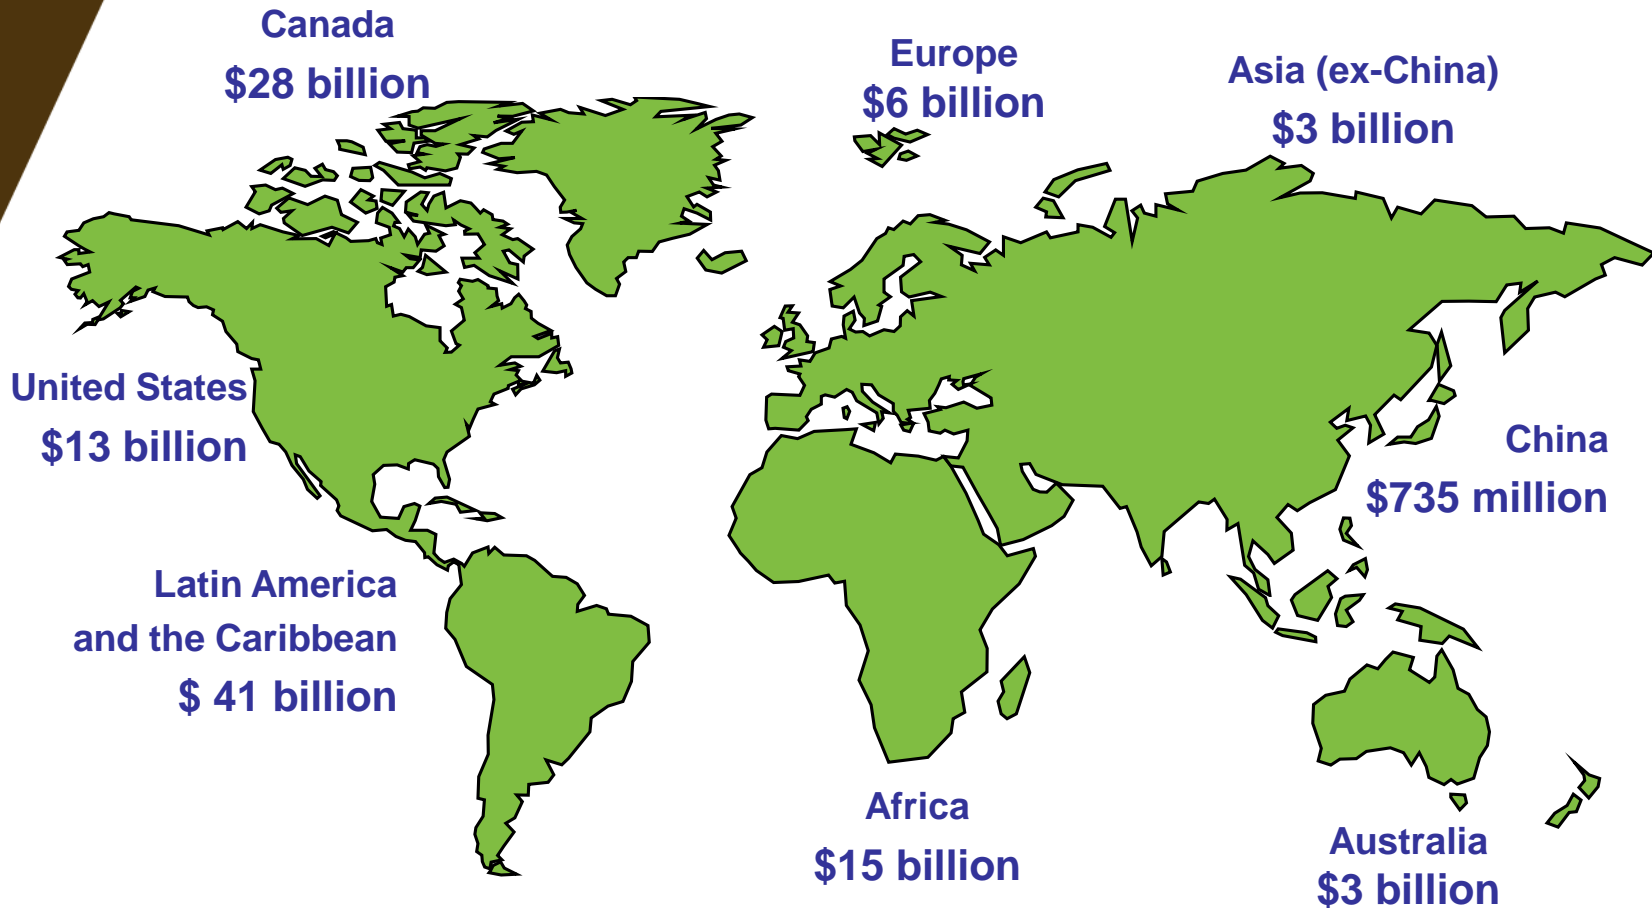 Canada
$28 billion
Europe
$6 billion
Asia (ex-China)
$3 billion
United States
$13 billion
China
$735 million
Latin America
and the Caribbean
$ 41 billion
Africa
$15 billion
Australia
$3 billion